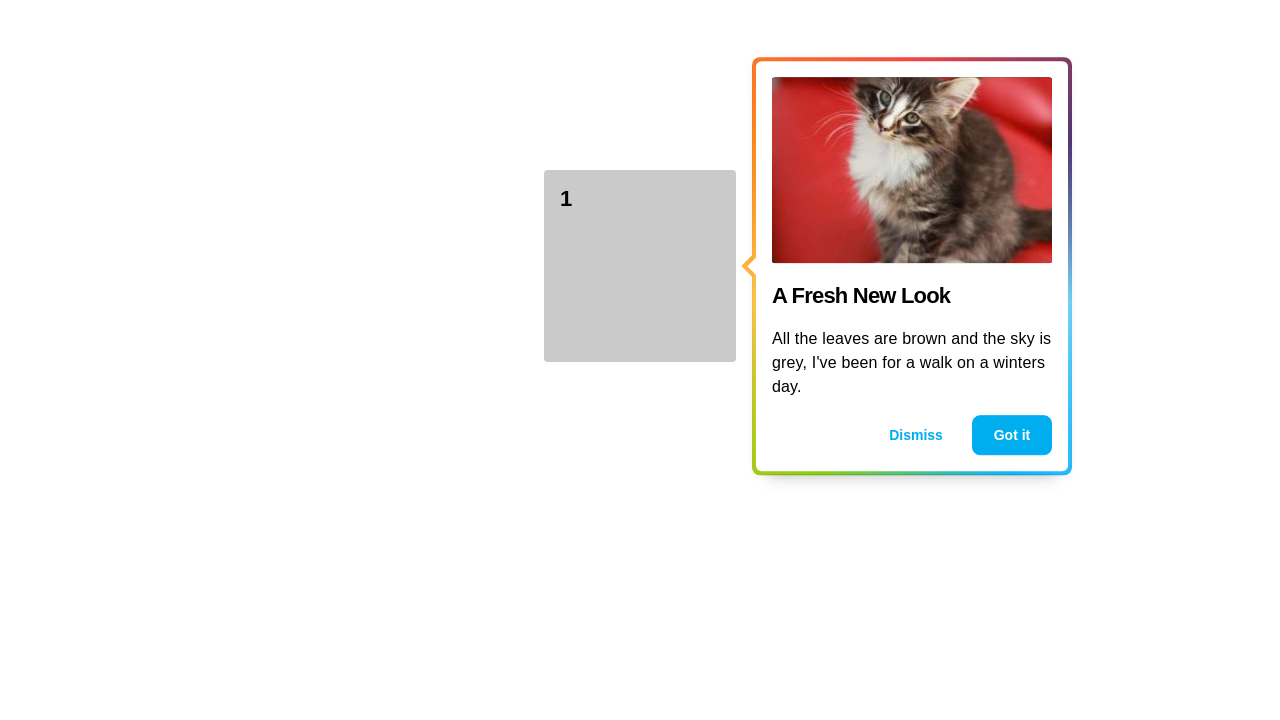 1
A Fresh New Look
All the leaves are brown and the sky is
grey, I've been for a walk on a winters
day.
Dismiss
Got it